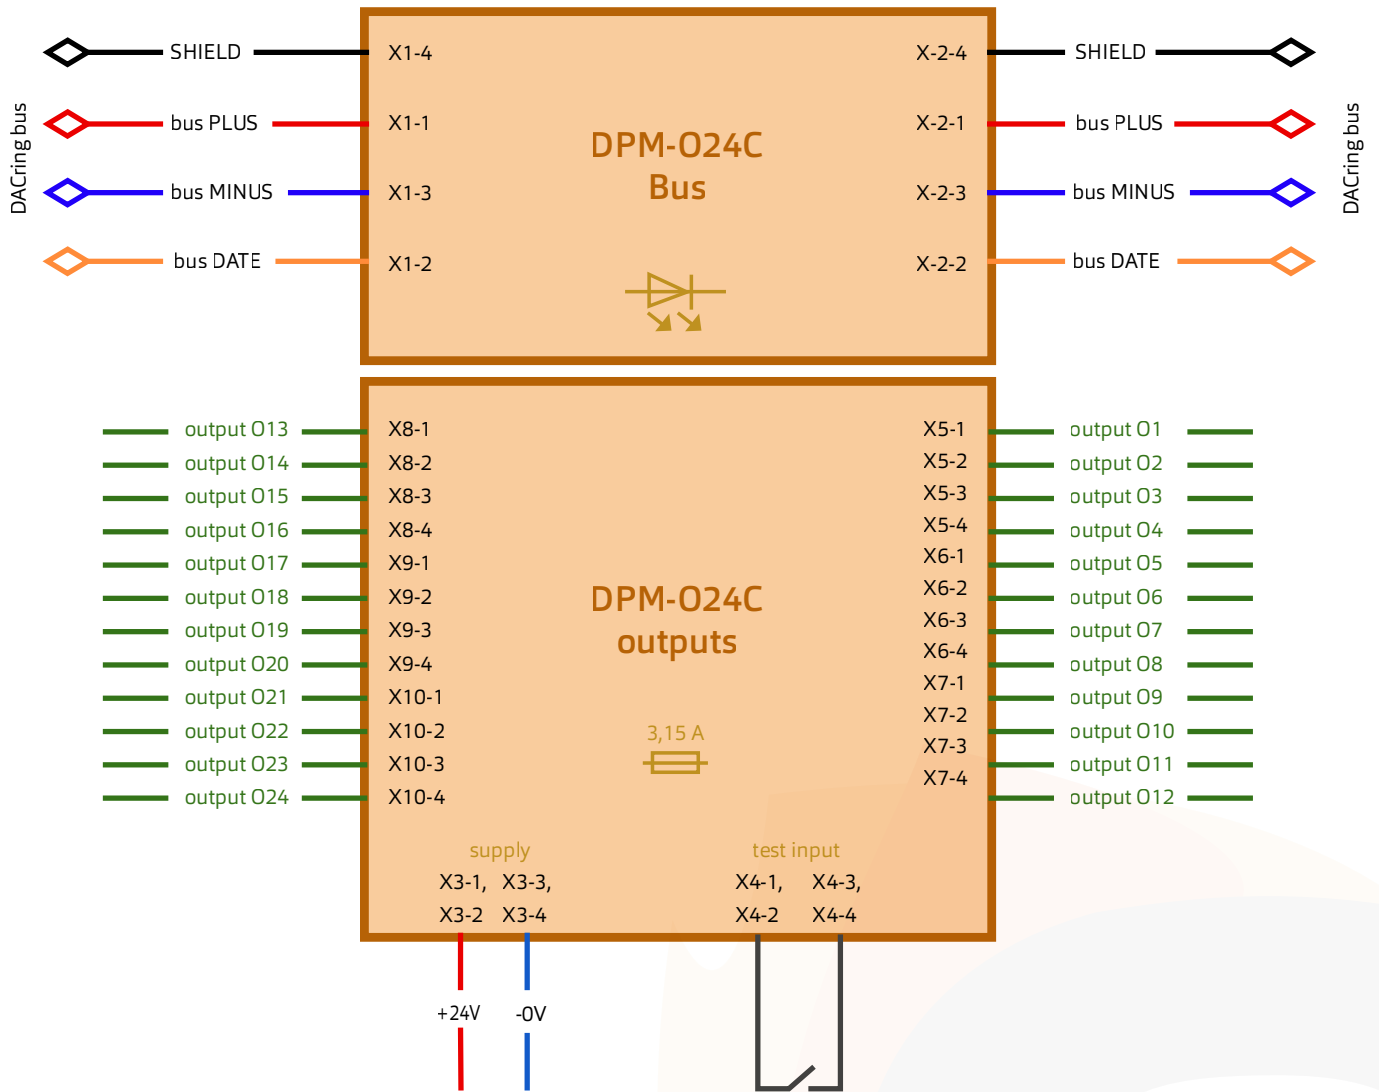 SHIELD X1-4 X-2-4 SHIELD
DACring bus
bus PLUS X1-1 X-2-1 bus PLUS
DACring bus
DPM-O24C
Bus
bus MINUS X1-3 X-2-3 bus MINUS
bus DATE X1-2 X-2-2 bus DATE
output O13 X8-1 X5-1 output O1
output O14 X8-2 X5-2 output O2
output O15 X8-3 X5-3 output O3
output O16 X8-4 X5-4 output O4
output O17 X9-1 X6-1 output O5
output O18 X9-2 X6-2 output O6
DPM-O24C
outputs
output O19 X9-3 X6-3 output O7
output O20 X9-4 X6-4 output O8
output O21 X10-1 X7-1 output O9
output O22 X10-2 X7-2 output O10
3,15 A
output O23 X10-3 X7-3 output O11
output O24 X10-4 X7-4 output O12
supply test input
X3-1, X3-3, X4-1, X4-3,
X3-2 X3-4 X4-2 X4-4
+24V -0V